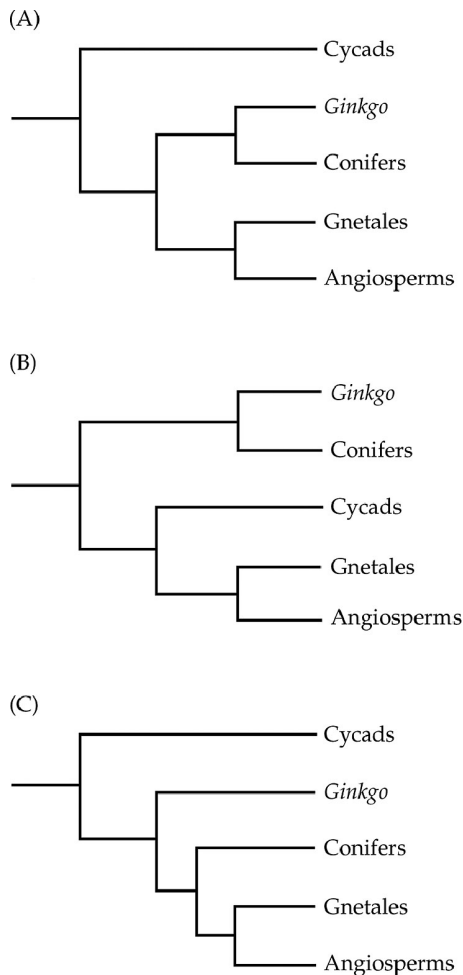 (A)
Cycads
Ginkgo
Conifers
Gnetales
Angiosperms
(B)
Ginkgo
Conifers
Cycads
Gnetales
Angiosperms
(C)
Cycads
Ginkgo
Conifers
Gnetales
Angiosperms